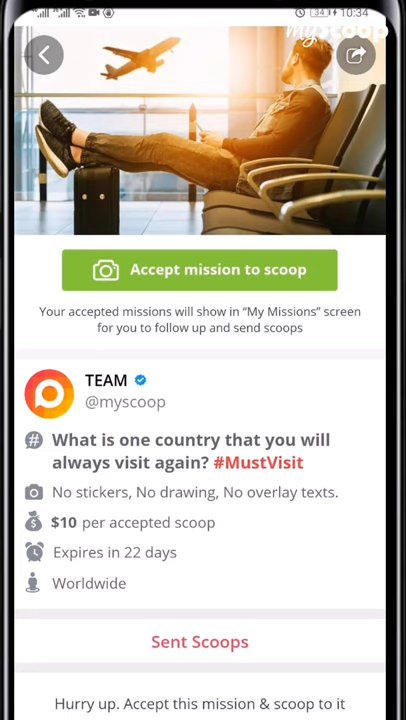 34 10:34
myscoop
Accept mission to scoop
Your accepted missions will show in “My Missions” screen
for you to follow up and send scoops
TEAM
@myscoop
# What is one country that you will
always visit again? #MustVisit
No stickers, No drawing, No overlay texts.
$10 per accepted scoop
Expires in 22 days
Worldwide
Sent Scoops
Hurry up. Accept this mission & scoop to it